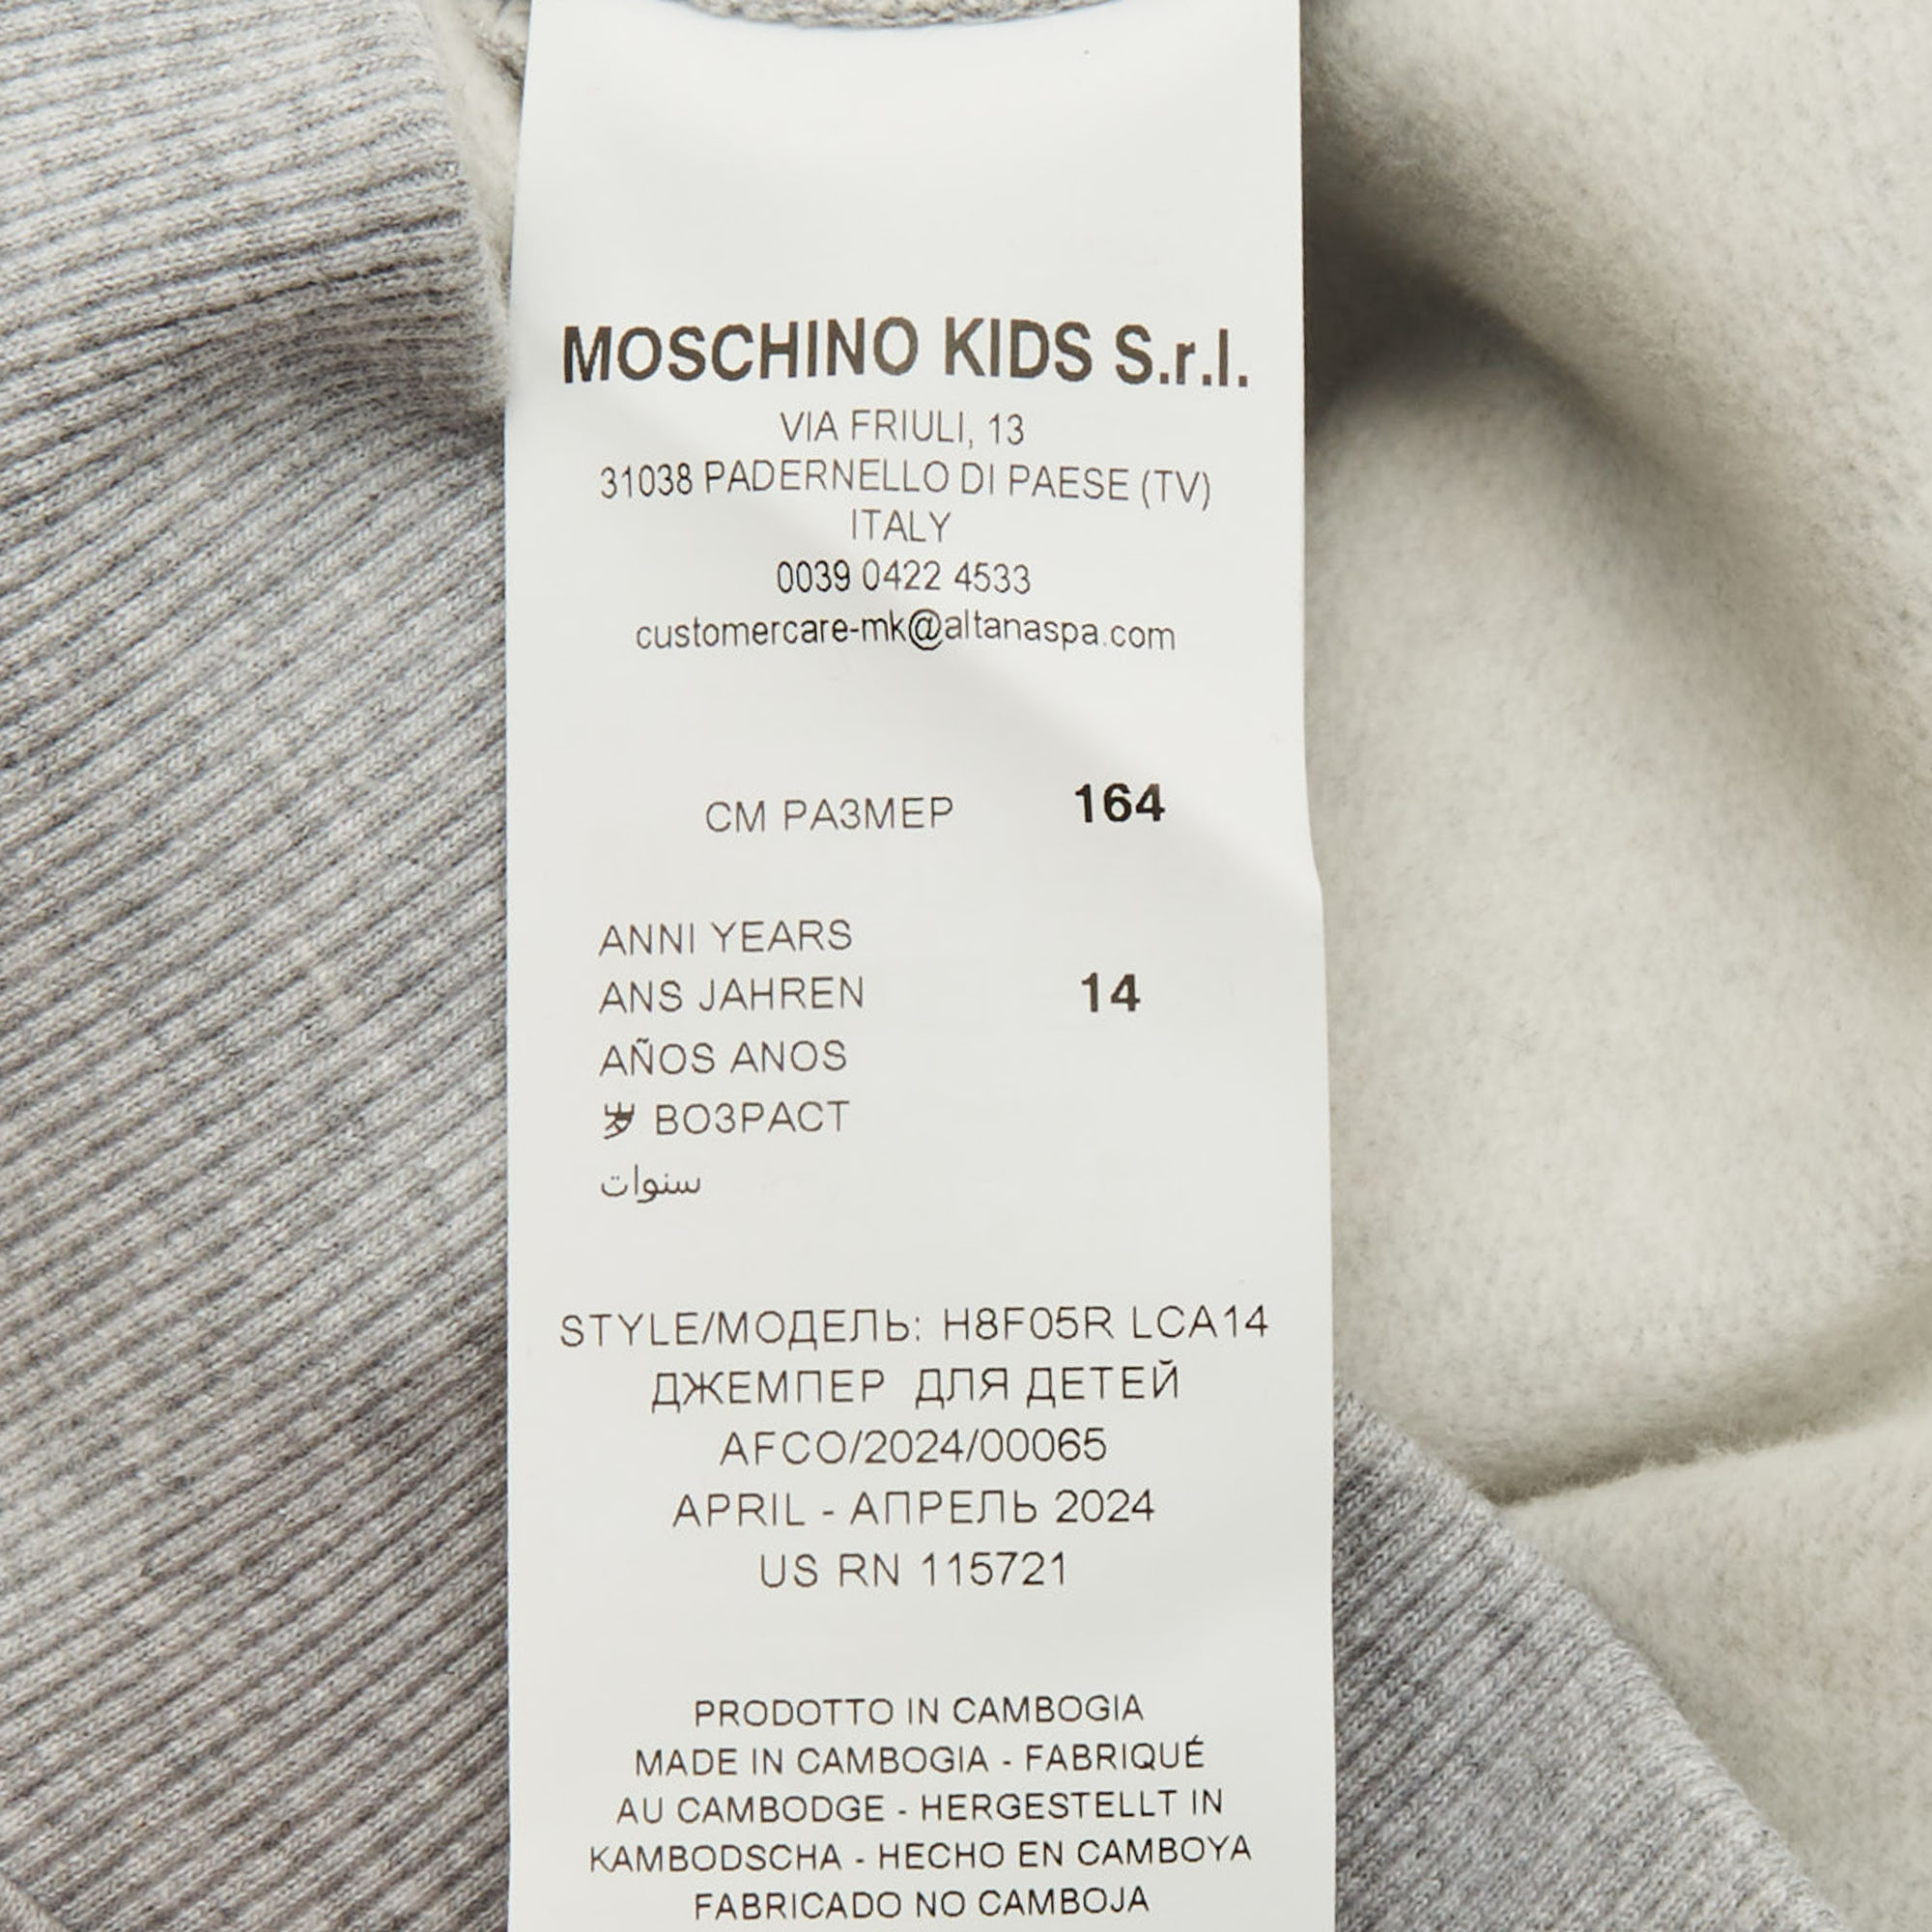 MOSCHINO KIDS S.r.l.
VIA FRIULI, 13
31038 PADERNELLO DI PAESE (TV)
ITALY
0039 0422 4533
customercare-mk@altanaspa.com
СМ РАЗМЕР 164
ANNI YEARS
ANS JAHREN 14
AÑOS ANOS
岁 ВОЗРАСТ
سنوات
STYLE/МОДЕЛЬ: H8F05R LCA14
ДЖЕМПЕР ДЛЯ ДЕТЕЙ
AFCO/2024/00065
APRIL - АПРЕЛЬ 2024
US RN 115721
PRODOTTO IN CAMBOGIA
MADE IN CAMBOGIA - FABRIQUÉ
AU CAMBODGE - HERGESTELLT IN
KAMBODSCHA - HECHO EN CAMBOYA
FABRICADO NO CAMBOJA